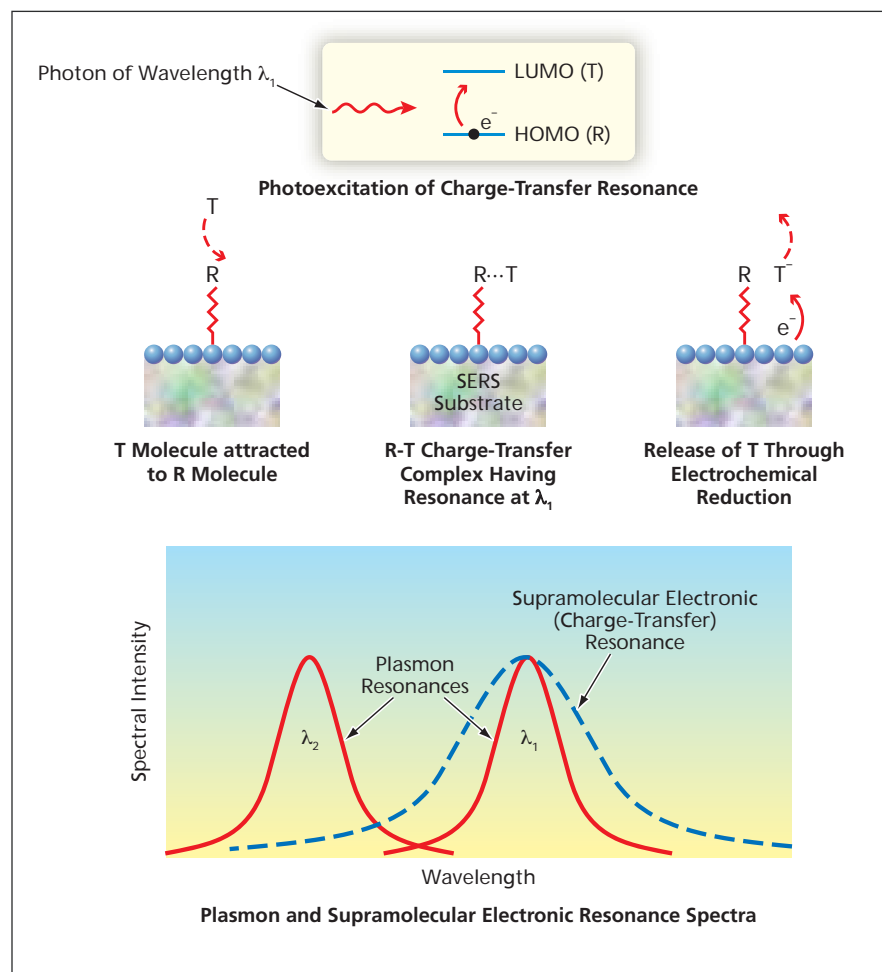 Photon of Wavelength λ₁
LUMO (T)
e⁻
HOMO (R)
Photoexcitation of Charge-Transfer Resonance
T
R
R···T
R T⁻
e⁻
SERS
Substrate
T Molecule attracted
to R Molecule
R-T Charge-Transfer
Complex Having
Resonance at λ₁
Release of T Through
Electrochemical
Reduction
Spectral Intensity
Supramolecular Electronic
(Charge-Transfer)
Resonance
Plasmon
Resonances
λ₂
λ₁
Wavelength
Plasmon and Supramolecular Electronic Resonance Spectra